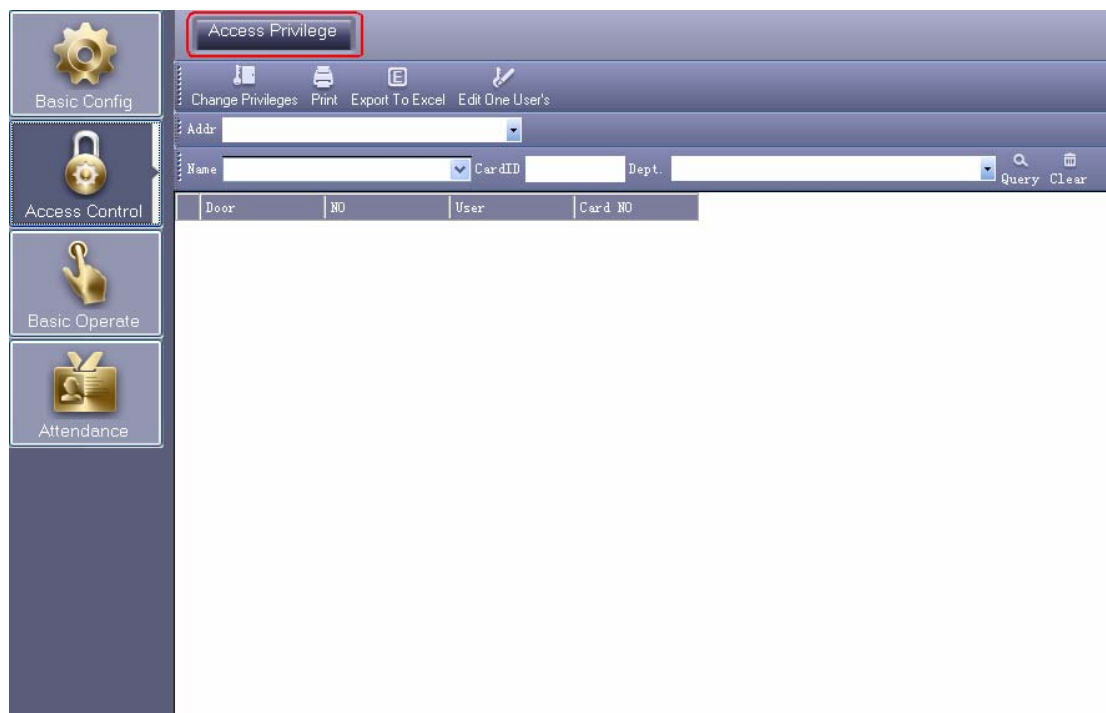 Access Privilege
Basic Config
Access Control
Basic Operate
Attendance
Change Privileges Print Export To Excel Edit One User's
Addr
Name CardID Dept. Query Clear
Door NO User Card NO